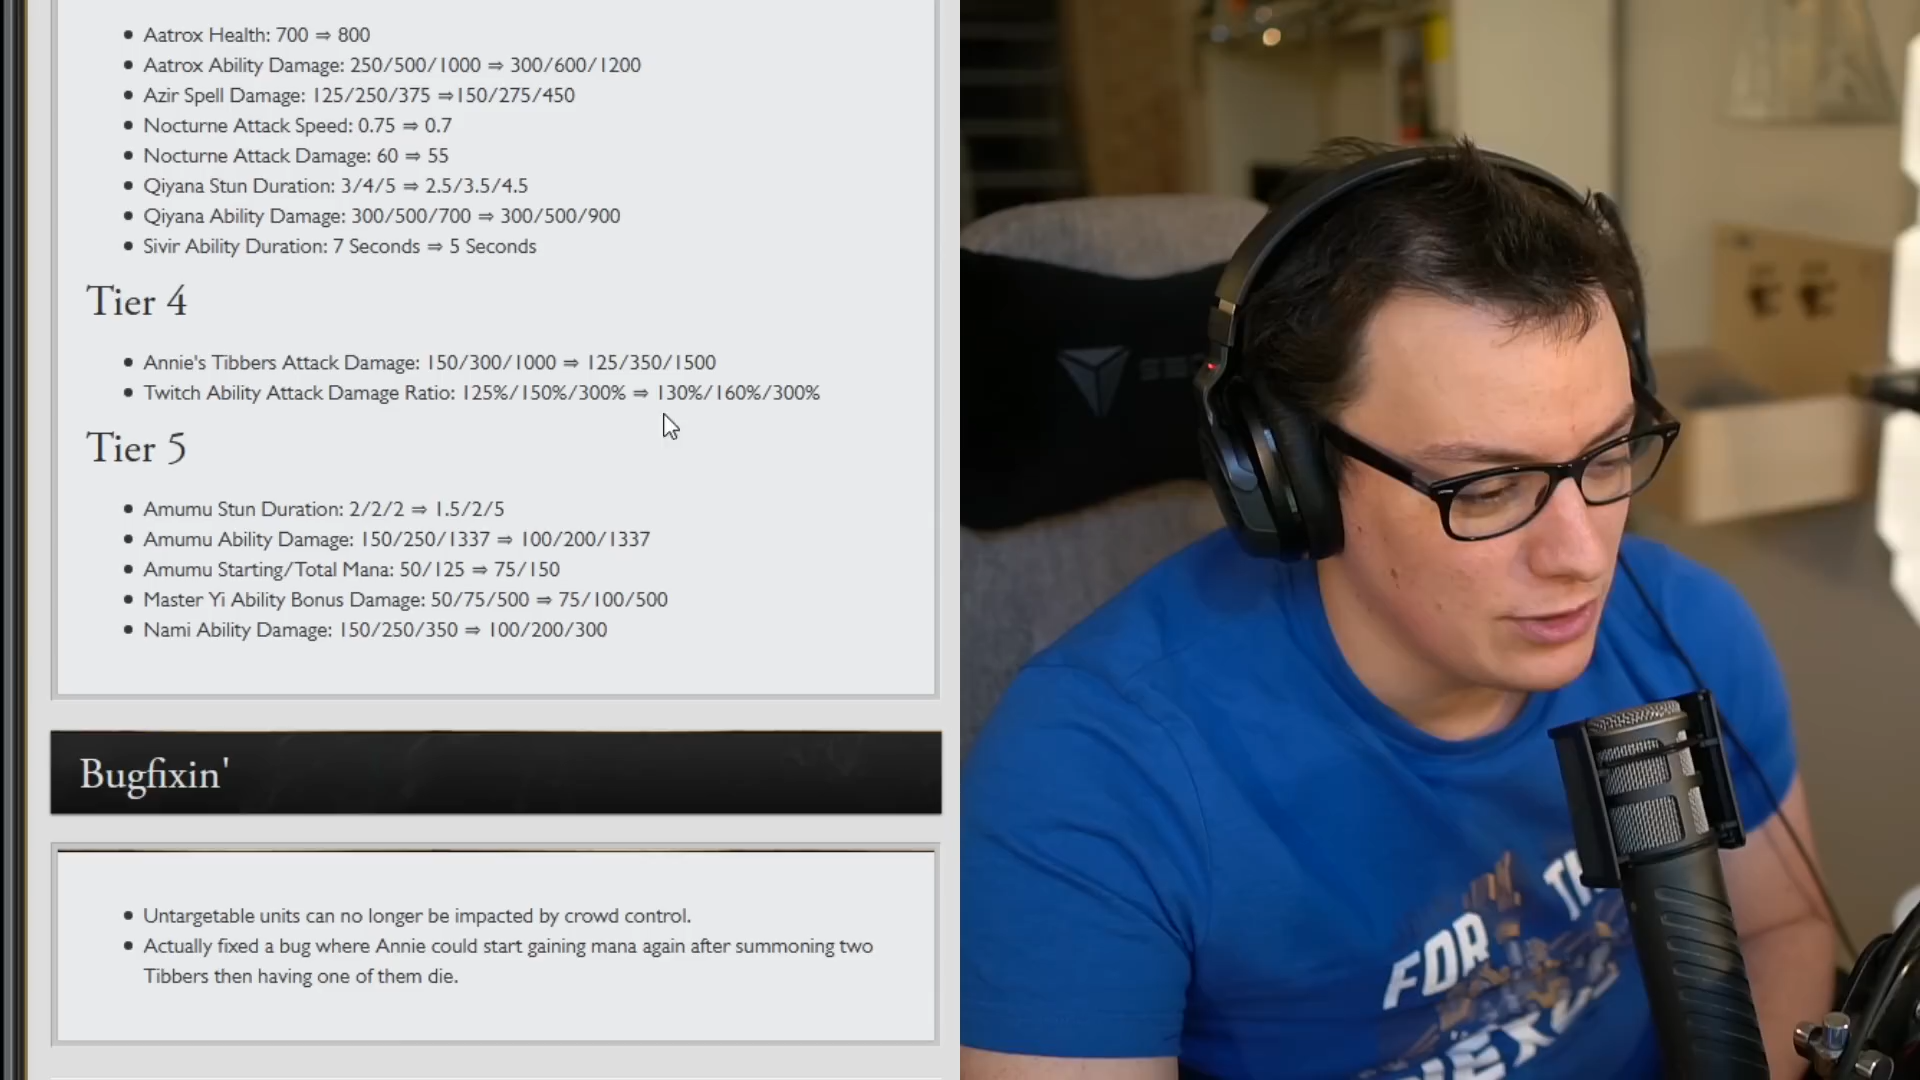 Aatrox Health: 700 ⇒ 800
Aatrox Ability Damage: 250/500/1000 ⇒ 300/600/1200
Azir Spell Damage: 125/250/375 ⇒150/275/450
Nocturne Attack Speed: 0.75 ⇒ 0.7
Nocturne Attack Damage: 60 ⇒ 55
Qiyana Stun Duration: 3/4/5 ⇒ 2.5/3.5/4.5
Qiyana Ability Damage: 300/500/700 ⇒ 300/500/900
Sivir Ability Duration: 7 Seconds ⇒ 5 Seconds
Tier 4
Annie's Tibbers Attack Damage: 150/300/1000 ⇒ 125/350/1500
Twitch Ability Attack Damage Ratio: 125%/150%/300% ⇒ 130%/160%/300%
Tier 5
Amumu Stun Duration: 2/2/2 ⇒ 1.5/2/5
Amumu Ability Damage: 150/250/1337 ⇒ 100/200/1337
Amumu Starting/Total Mana: 50/125 ⇒ 75/150
Master Yi Ability Bonus Damage: 50/75/500 ⇒ 75/100/500
Nami Ability Damage: 150/250/350 ⇒ 100/200/300
Bugfixin'
Untargetable units can no longer be impacted by crowd control.
Actually fixed a bug where Annie could start gaining mana again after summoning two
Tibbers then having one of them die.
FOR